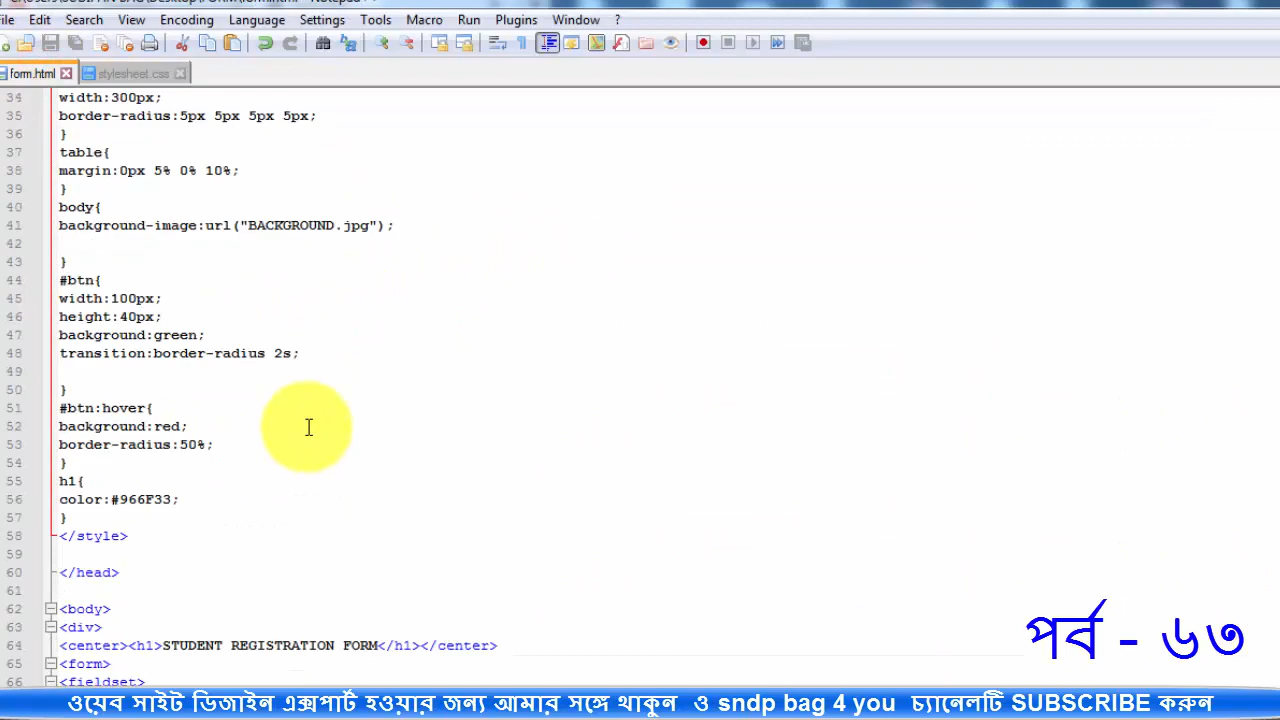 File Edit Search View Encoding Language Settings Tools Macro Run Plugins Window ?
form.html stylesheet.css
34 width:300px;
35 border-radius:5px 5px 5px 5px;
36 }
37 table{
38 margin:0px 5% 0% 10%;
39 }
40 body{
41 background-image:url("BACKGROUND.jpg");
42
43 }
44 #btn{
45 width:100px;
46 height:40px;
47 background:green;
48 transition:border-radius 2s;
49
50 }
51 #btn:hover{
52 background:red;
53 border-radius:50%;
54 }
55 h1{
56 color:#966F33;
57 }
58 </style>
59
60 </head>
61
62 <body>
63 <div>
64 <center><h1>STUDENT REGISTRATION FORM</h1></center>
65 <form>
66 <fieldset>
পর্ব - ৬৩
ওয়েব সাইট ডিজাইন এক্সপার্ট হওয়ার জন্য আমার সঙ্গে থাকুন ও sndp bag 4 you চ্যানেলটি SUBSCRIBE করুন